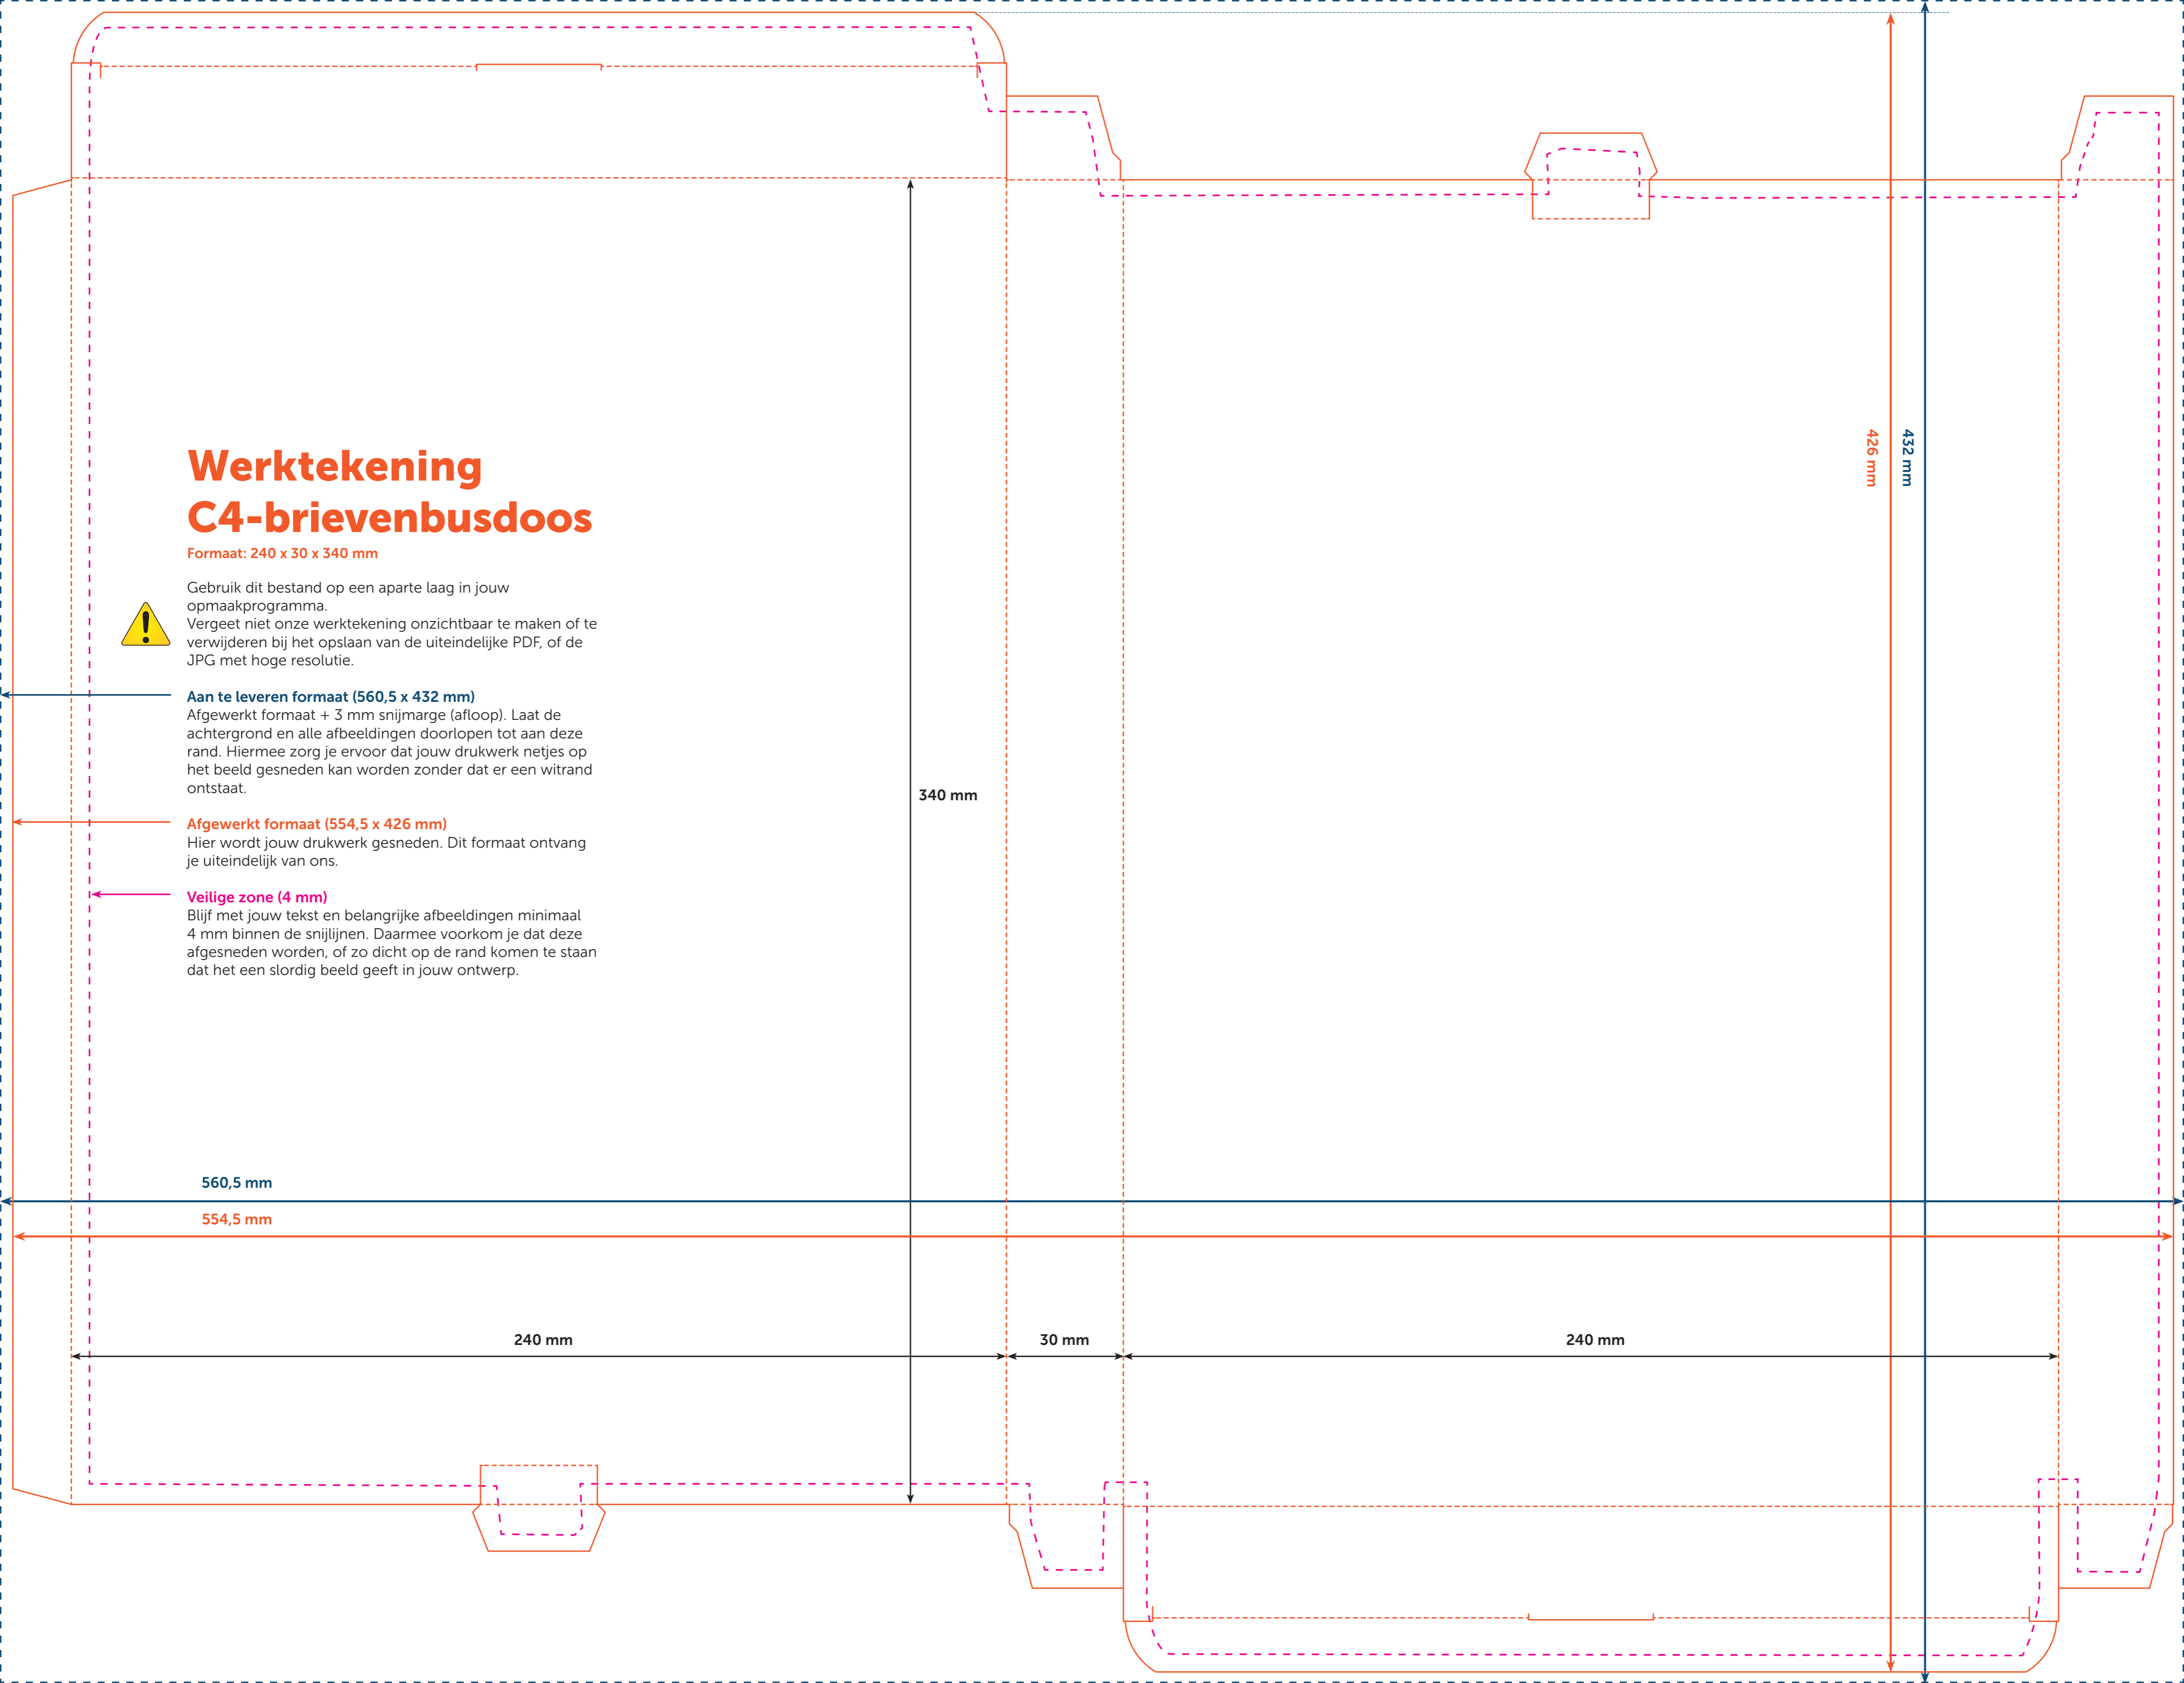 Werktekening
C4-brievenbusdoos
Formaat: 240 x 30 x 340 mm
Gebruik dit bestand op een aparte laag in jouw
opmaakprogramma.
Vergeet niet onze werktekening onzichtbaar te maken of te
verwijderen bij het opslaan van de uiteindelijke PDF, of de
JPG met hoge resolutie.
Aan te leveren formaat (560,5 x 432 mm)
Afgewerkt formaat + 3 mm snijmarge (afloop). Laat de
achtergrond en alle afbeeldingen doorlopen tot aan deze
rand. Hiermee zorg je ervoor dat jouw drukwerk netjes op
het beeld gesneden kan worden zonder dat er een witrand
ontstaat.
Afgewerkt formaat (554,5 x 426 mm)
Hier wordt jouw drukwerk gesneden. Dit formaat ontvang
je uiteindelijk van ons.
Veilige zone (4 mm)
Blijf met jouw tekst en belangrijke afbeeldingen minimaal
4 mm binnen de snijlijnen. Daarmee voorkom je dat deze
afgesneden worden, of zo dicht op de rand komen te staan
dat het een slordig beeld geeft in jouw ontwerp.
340 mm
426 mm
432 mm
560,5 mm
554,5 mm
240 mm
30 mm
240 mm